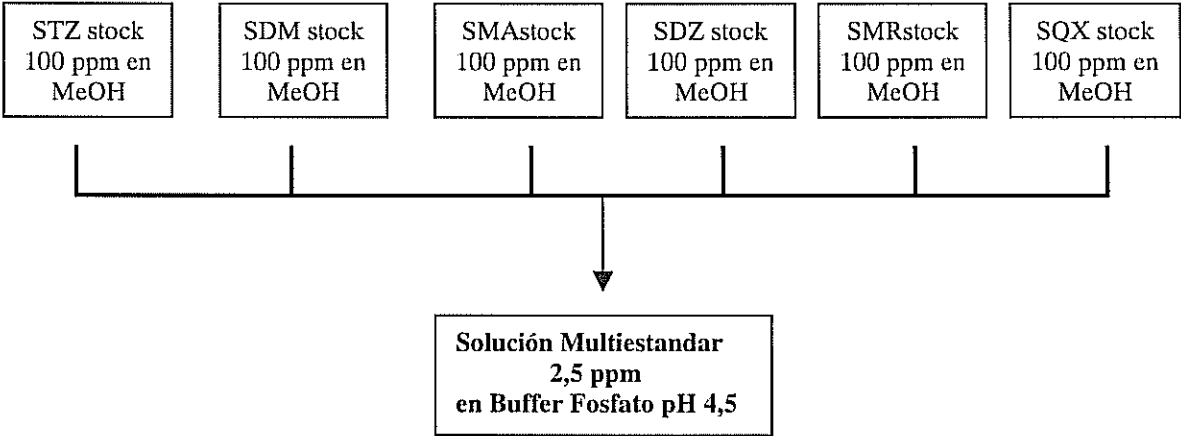 STZ stock
100 ppm en
MeOH
SDM stock
100 ppm en
MeOH
SMAstock
100 ppm en
MeOH
SDZ stock
100 ppm en
MeOH
SMRstock
100 ppm en
MeOH
SQX stock
100 ppm en
MeOH
Solución Multiestandar
2,5 ppm
en Buffer Fosfato pH 4,5